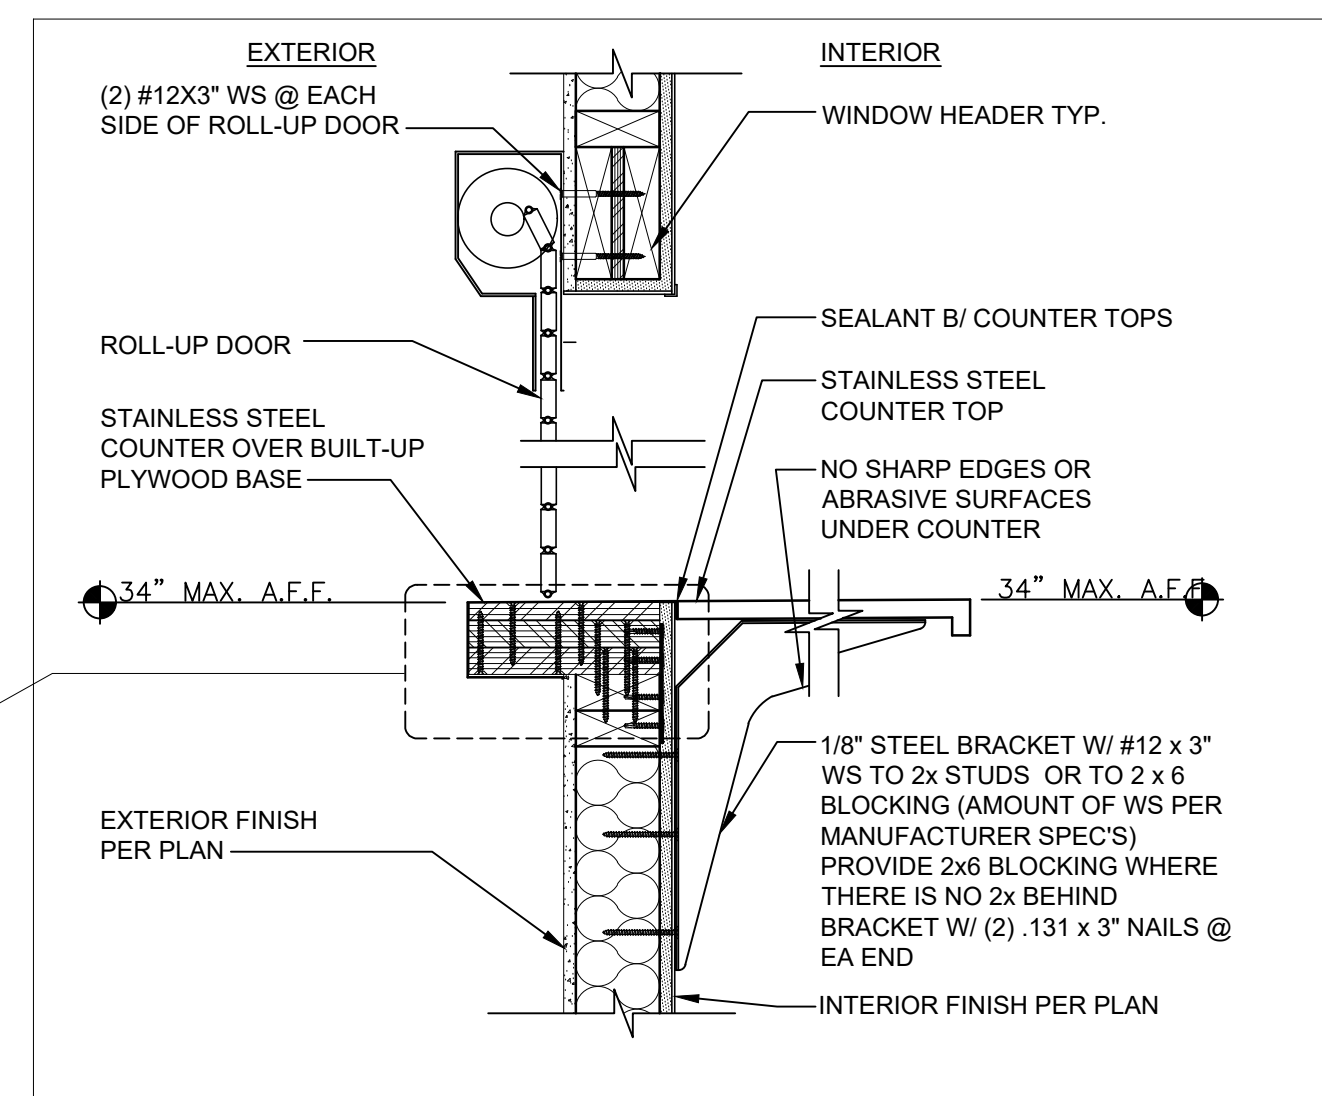 EXTERIOR
INTERIOR
(2) #12X3" WS @ EACH
SIDE OF ROLL-UP DOOR
WINDOW HEADER TYP.
SEALANT B/ COUNTER TOPS
ROLL-UP DOOR
STAINLESS STEEL
COUNTER TOP
STAINLESS STEEL
COUNTER OVER BUILT-UP
PLYWOOD BASE
NO SHARP EDGES OR
ABRASIVE SURFACES
UNDER COUNTER
34” MAX. A.F.F.
34” MAX. A.F.F
1/8" STEEL BRACKET W/ #12 x 3"
WS TO 2x STUDS OR TO 2 x 6
BLOCKING (AMOUNT OF WS PER
MANUFACTURER SPEC'S)
PROVIDE 2x6 BLOCKING WHERE
THERE IS NO 2x BEHIND
BRACKET W/ (2) .131 x 3" NAILS @
EA END
EXTERIOR FINISH
PER PLAN
INTERIOR FINISH PER PLAN